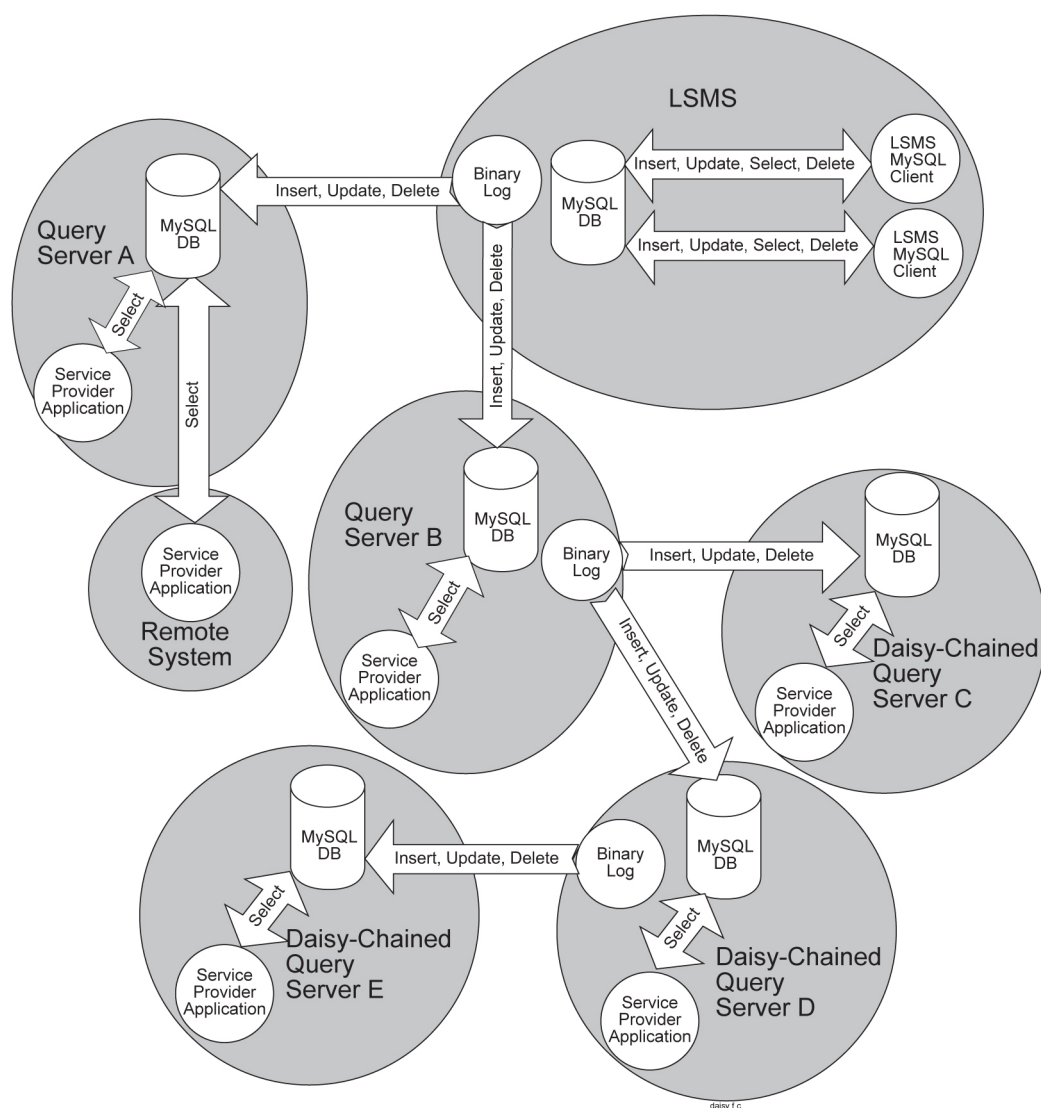 LSMS
LSMS
MySQL
Client
Insert, Update, Select, Delete
MySQL
DB
Insert, Update, Select, Delete
LSMS
MySQL
Client
Binary
Log
Insert, Update, Delete
MySQL
DB
Query
Server A
Select
Service
Provider
Application
Select
Service
Provider
Application
Remote
System
Insert, Update, Delete
MySQL
DB
Query
Server B
Select
Service
Provider
Application
Binary
Log
Insert, Update, Delete
MySQL
DB
Select
Daisy-Chained
Query
Server C
Service
Provider
Application
Insert, Update, Delete
MySQL
DB
Binary
Log
Select
Daisy-Chained
Query
Server D
Service
Provider
Application
Insert, Update, Delete
MySQL
DB
Select
Daisy-Chained
Query
Server E
Service
Provider
Application
daisy f c